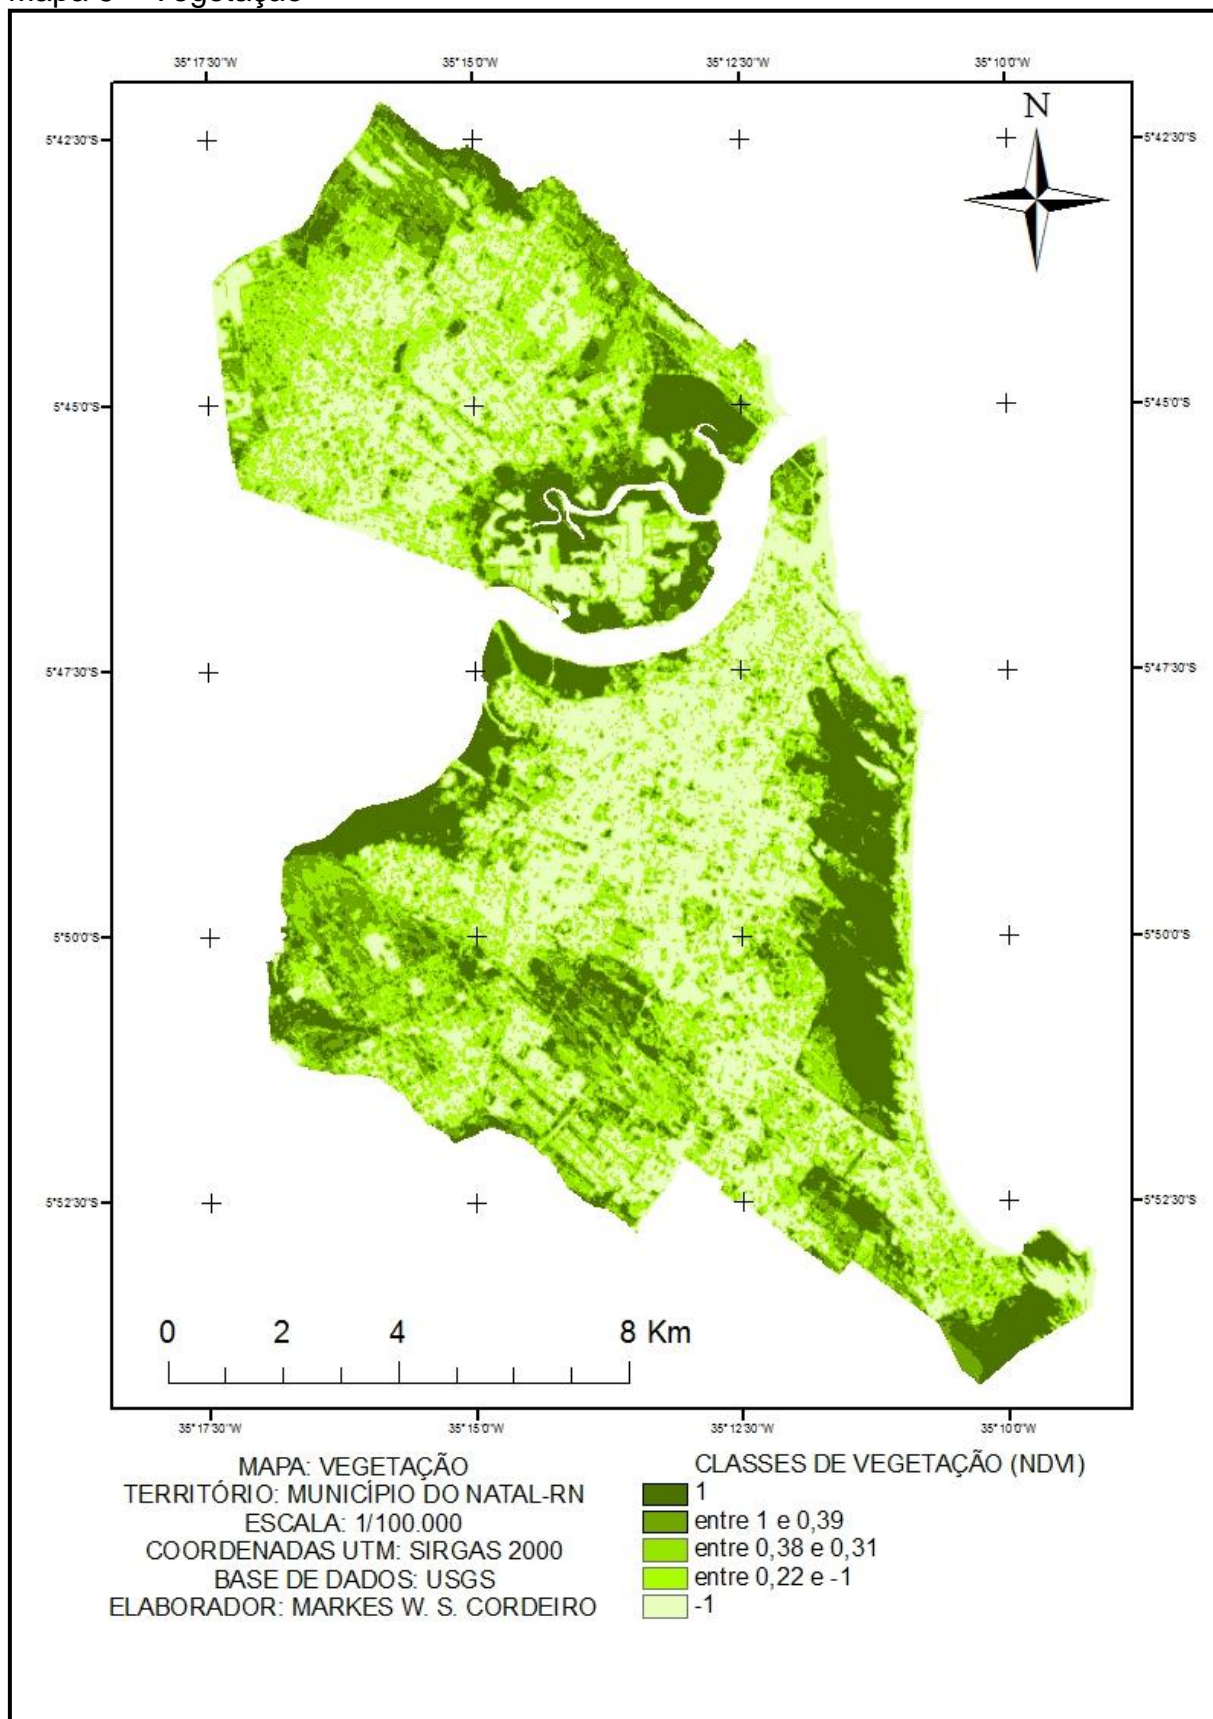 35°17'30"W 35°15'0"W 35°12'30"W 35°10'0"W
N
5°42'30"S 5°42'30"S
5°45'0"S 5°45'0"S
5°47'30"S 5°47'30"S
5°50'0"S 5°50'0"S
5°52'30"S 5°52'30"S
0 2 4 8 Km
35°17'30"W 35°15'0"W 35°12'30"W 35°10'0"W
MAPA: VEGETAÇÃO
TERRITÓRIO: MUNICÍPIO DO NATAL-RN
ESCALA: 1/100.000
COORDENADAS UTM: SIRGAS 2000
BASE DE DADOS: USGS
ELABORADOR: MARKES W. S. CORDEIRO
CLASSES DE VEGETAÇÃO (NDVI)
1
entre 1 e 0,39
entre 0,38 e 0,31
entre 0,22 e -1
-1